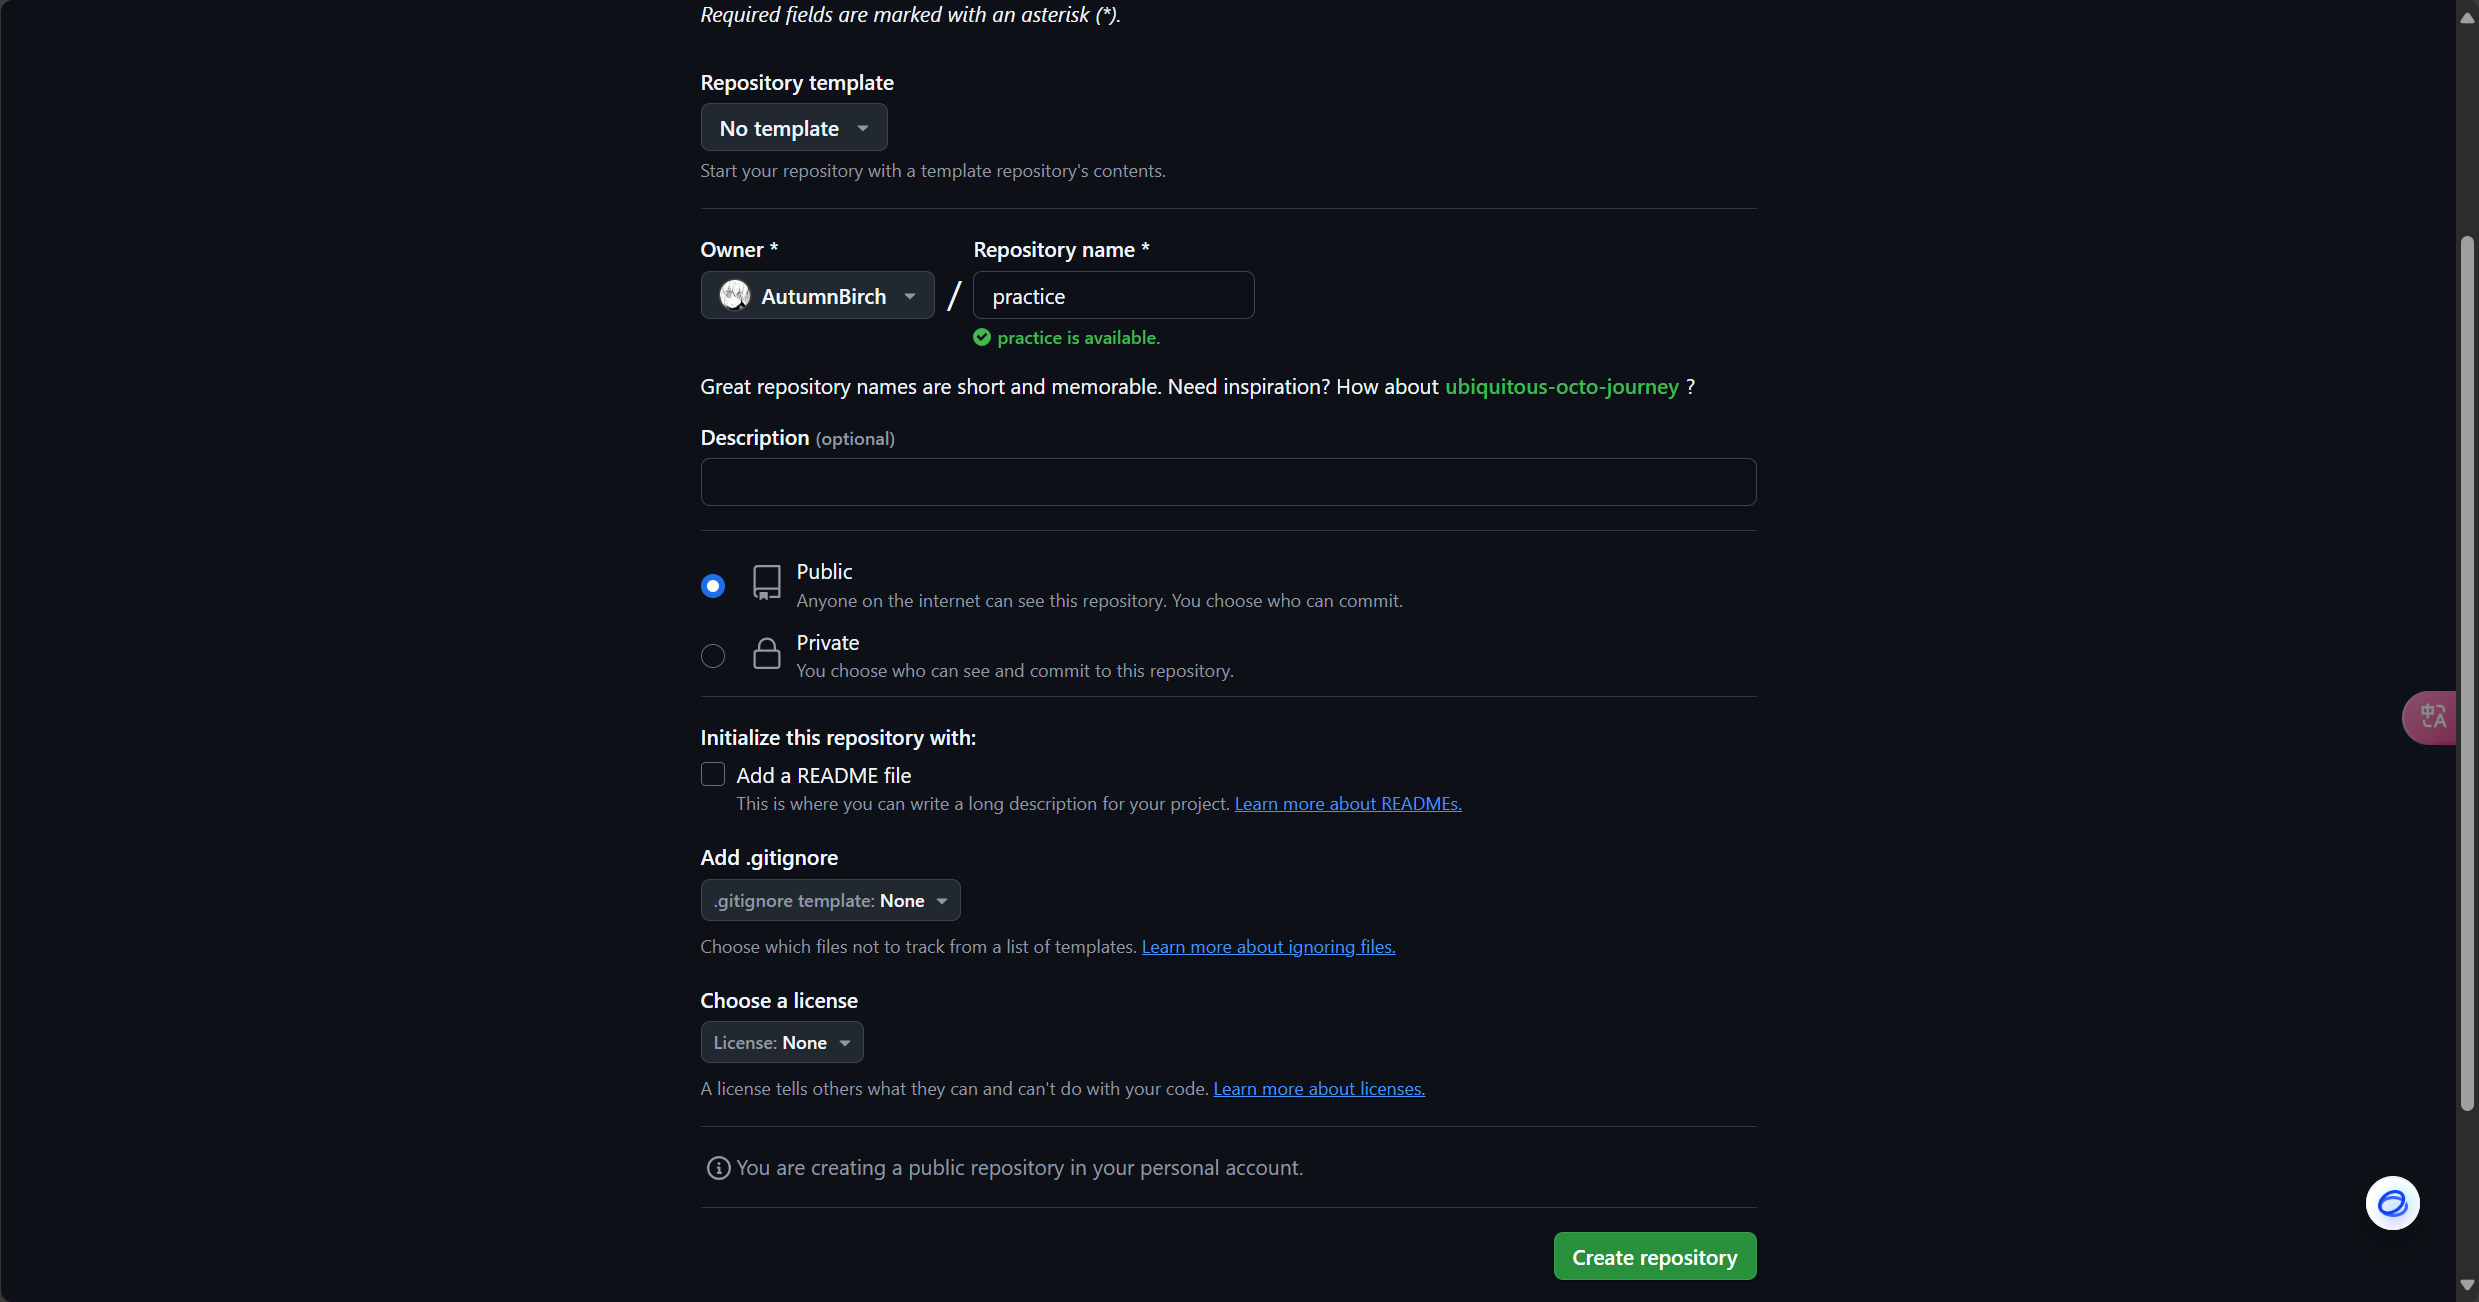 Required fields are marked with an asterisk (*).
Repository template
No template
Start your repository with a template repository's contents.
Owner *
Repository name *
AutumnBirch
/
practice
practice is available.
Great repository names are short and memorable. Need inspiration? How about ubiquitous-octo-journey ?
Description (optional)
Public
Anyone on the internet can see this repository. You choose who can commit.
Private
You choose who can see and commit to this repository.
Initialize this repository with:
Add a README file
This is where you can write a long description for your project. Learn more about READMEs.
Add .gitignore
.gitignore template: None
Choose which files not to track from a list of templates. Learn more about ignoring files.
Choose a license
License: None
A license tells others what they can and can't do with your code. Learn more about licenses.
You are creating a public repository in your personal account.
Create repository
中A